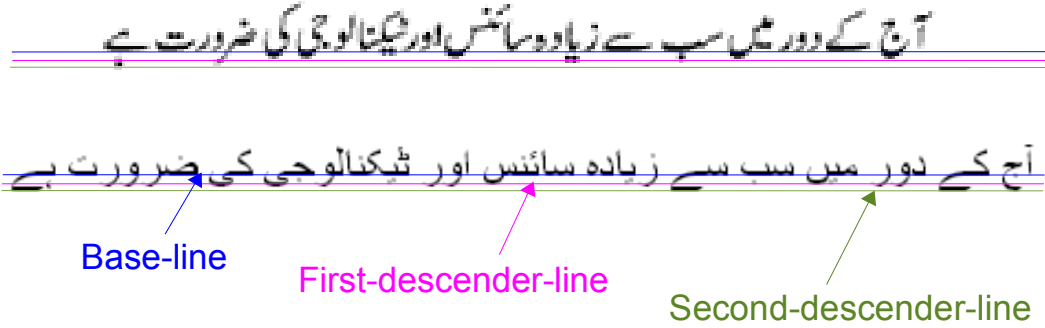 آج کے دور میں سب سے زیادہ سائنس اور ٹیکنالوجی کی ضرورت ہے
آج کے دور میں سب سے زیادہ سائنس اور ٹیکنالوجی کی ضرورت ہے
Base-line
First-descender-line
Second-descender-line